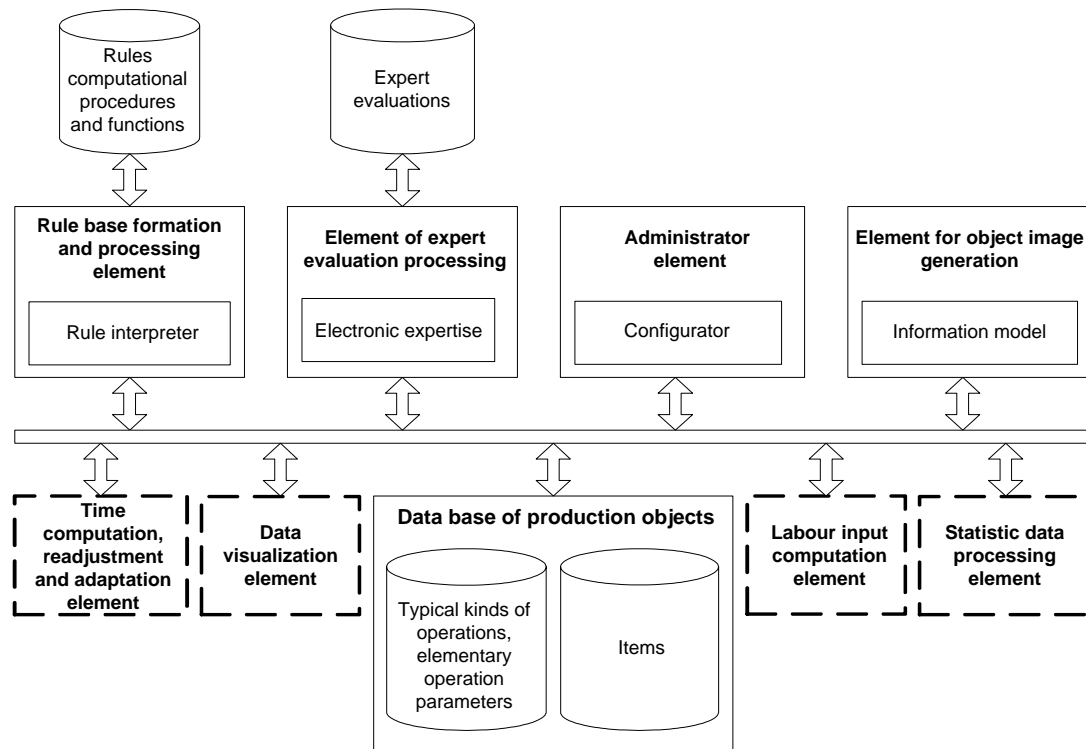 Rules
computational
procedures
and functions
Expert
evaluations
Rule base formation
and processing
element
Rule interpreter
Element of expert
evaluation processing
Electronic expertise
Administrator
element
Configurator
Element for object image
generation
Information model
Time
computation,
readjustment
and adaptation
element
Data
visualization
element
Data base of production objects
Typical kinds of
operations,
elementary
operation
parameters
Items
Labour input
computation
element
Statistic data
processing
element